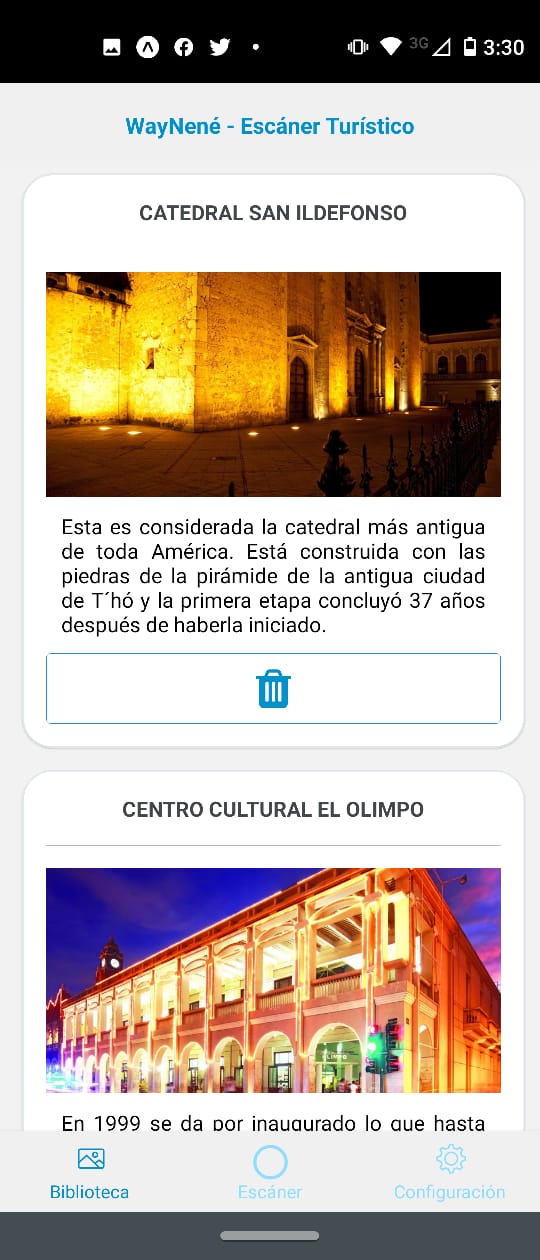 3G 3:30
WayNené - Escáner Turístico
CATEDRAL SAN ILDEFONSO
Esta es considerada la catedral más antigua
de toda América. Está construida con las
piedras de la pirámide de la antigua ciudad
de T´hó y la primera etapa concluyó 37 años
después de haberla iniciado.
CENTRO CULTURAL EL OLIMPO
OLIMPO
En 1999 se da por inaugurado lo que hasta
Biblioteca
Escáner
Configuración